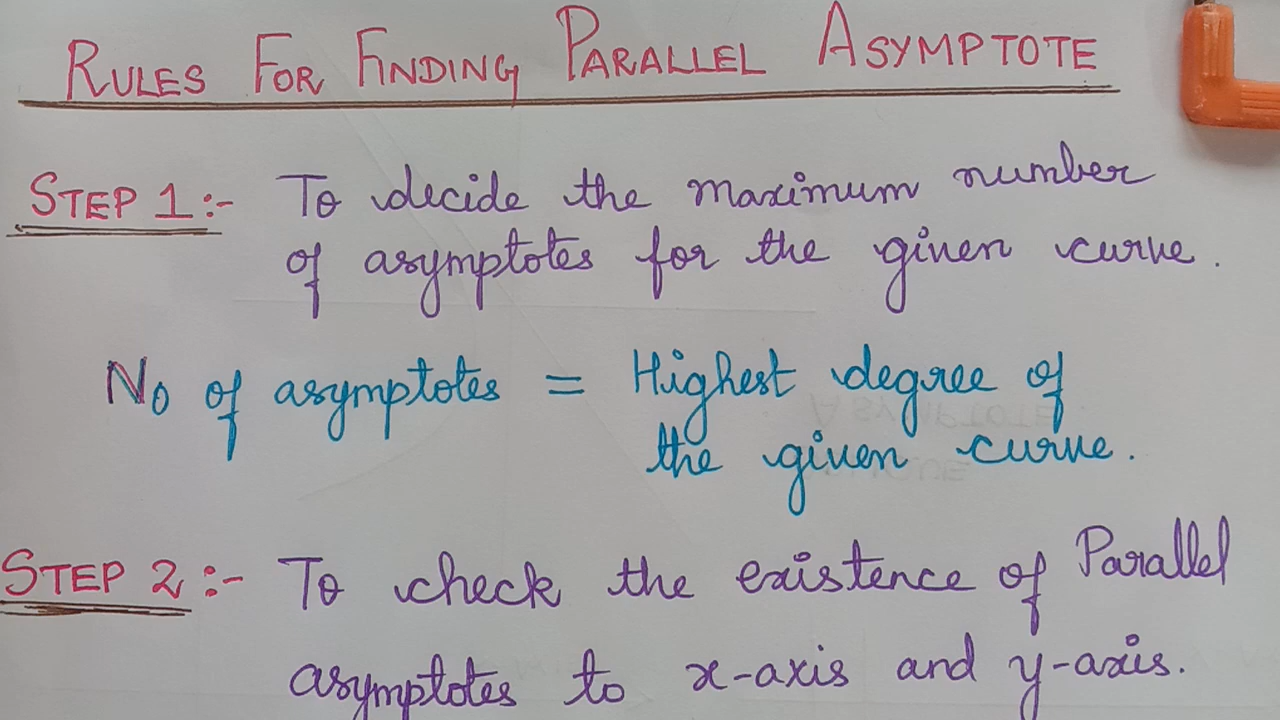 RULES FOR FINDING PARALLEL ASYMPTOTE
STEP 1:- To decide the maximum number
of asymptotes for the given curve.
No of asymptotes = Highest degree of
the given curve.
STEP 2:- To check the existence of Parallel
asymptotes to x-axis and y-axis.